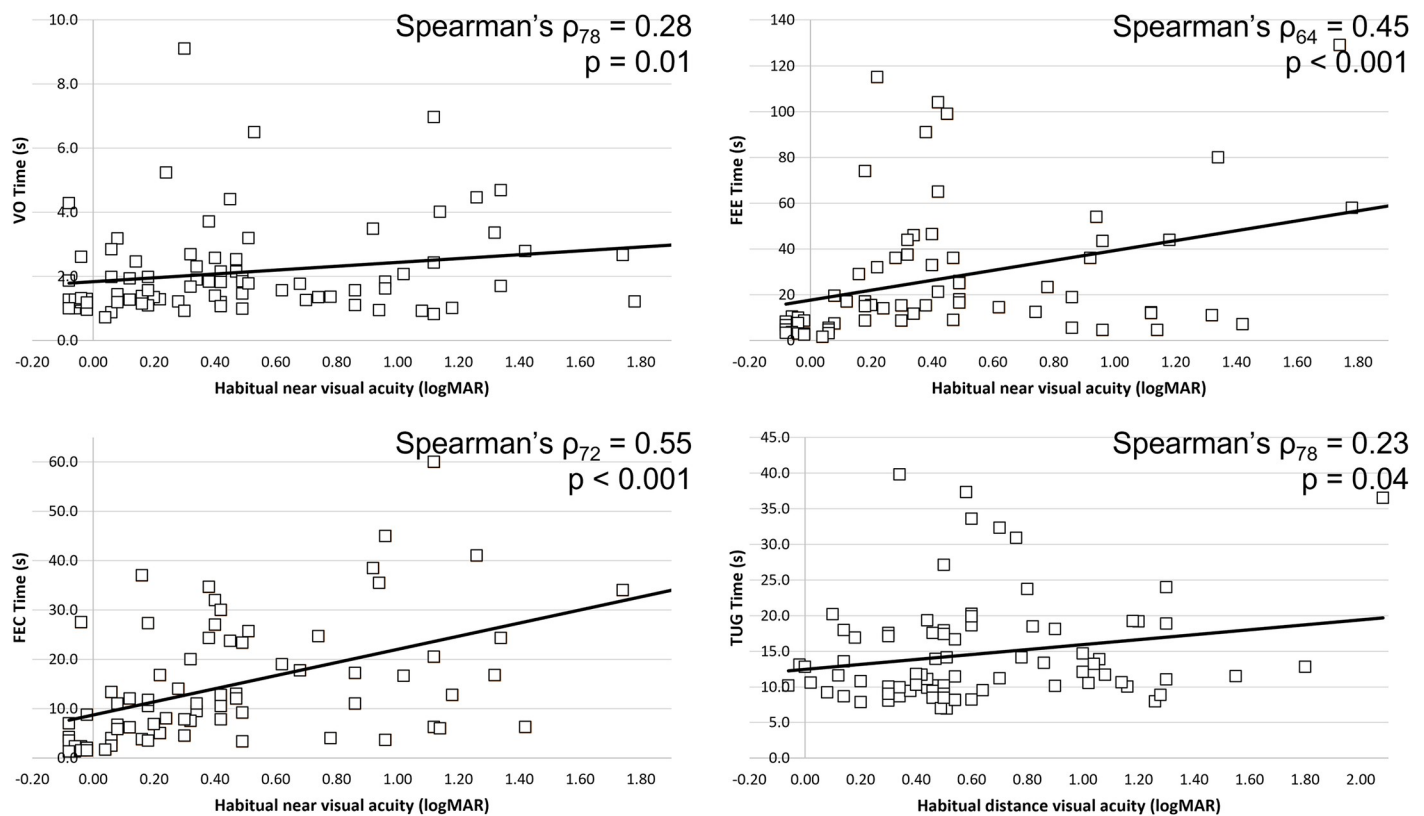 Spearman's ρ78 = 0.28
p = 0.01
10.0
8.0
6.0
4.0
2.0
0.0
VO Time (s)
-0.20 0.00 0.20 0.40 0.60 0.80 1.00 1.20 1.40 1.60 1.80
Habitual near visual acuity (logMAR)
Spearman's ρ64 = 0.45
p < 0.001
140
120
100
80
60
40
20
0
FEE Time (s)
-0.20 0.00 0.20 0.40 0.60 0.80 1.00 1.20 1.40 1.60 1.80
Habitual near visual acuity (logMAR)
Spearman's ρ72 = 0.55
p < 0.001
60.0
50.0
40.0
30.0
20.0
10.0
0.0
FEC Time (s)
-0.20 0.00 0.20 0.40 0.60 0.80 1.00 1.20 1.40 1.60 1.80
Habitual near visual acuity (logMAR)
Spearman's ρ78 = 0.23
p = 0.04
45.0
40.0
35.0
30.0
25.0
20.0
15.0
10.0
5.0
0.0
TUG Time (s)
-0.20 0.00 0.20 0.40 0.60 0.80 1.00 1.20 1.40 1.60 1.80 2.00
Habitual distance visual acuity (logMAR)